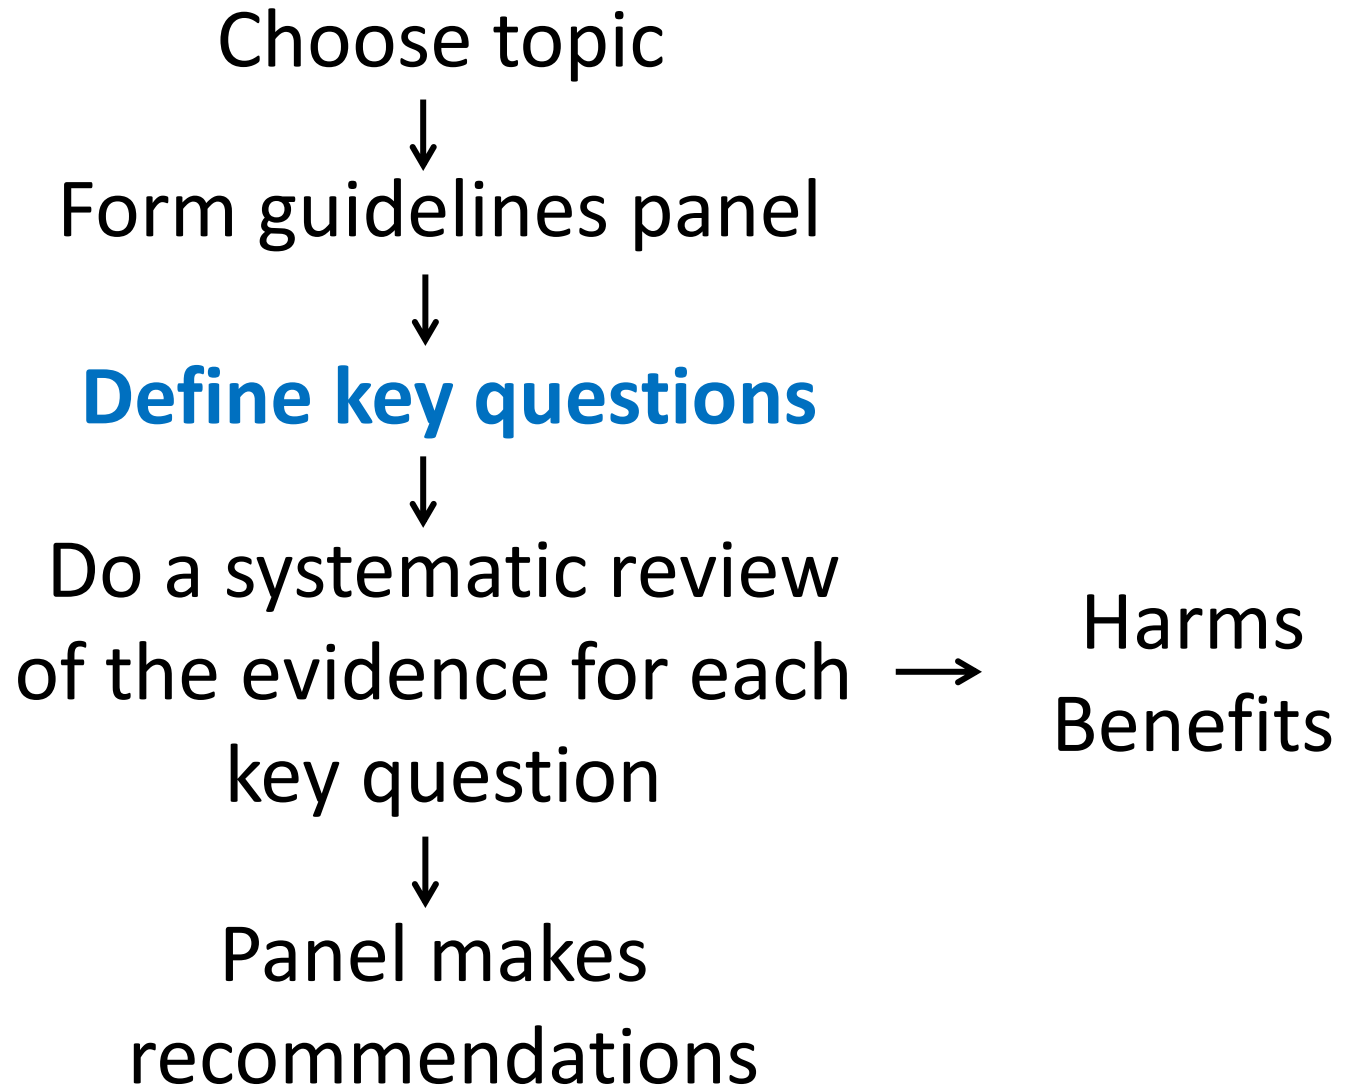 Choose topic
Form guidelines panel
Define key questions
Do a systematic review
of the evidence for each
key question
Harms
Benefits
Panel makes
recommendations